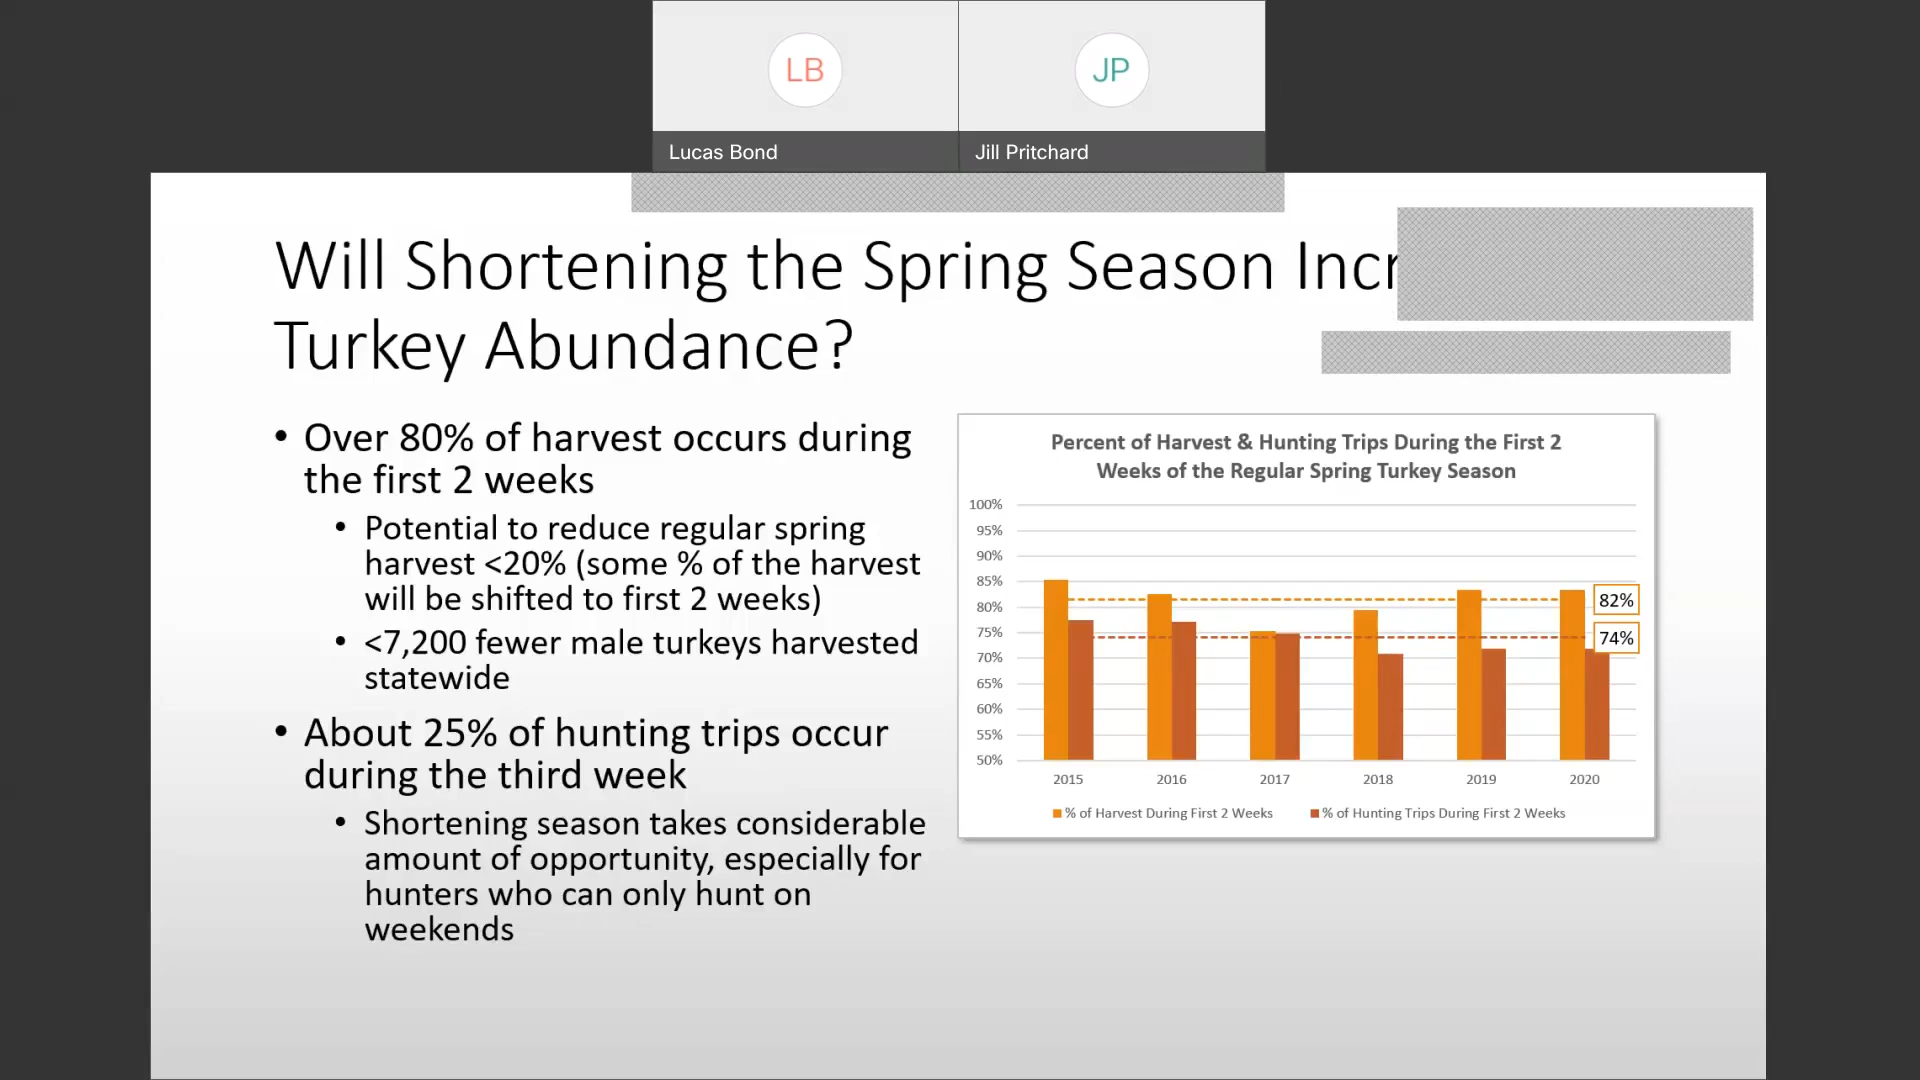 LB
JP
Lucas Bond
Jill Pritchard
Will Shortening the Spring Season Incr
Turkey Abundance?
• Over 80% of harvest occurs during
the first 2 weeks
• Potential to reduce regular spring
harvest <20% (some % of the harvest
will be shifted to first 2 weeks)
• <7,200 fewer male turkeys harvested
statewide
• About 25% of hunting trips occur
during the third week
• Shortening season takes considerable
amount of opportunity, especially for
hunters who can only hunt on
weekends
Percent of Harvest & Hunting Trips During the First 2
Weeks of the Regular Spring Turkey Season
100%
95%
90%
85%
80%
75%
70%
65%
60%
55%
50%
82%
74%
2015 2016 2017 2018 2019 2020
% of Harvest During First 2 Weeks % of Hunting Trips During First 2 Weeks